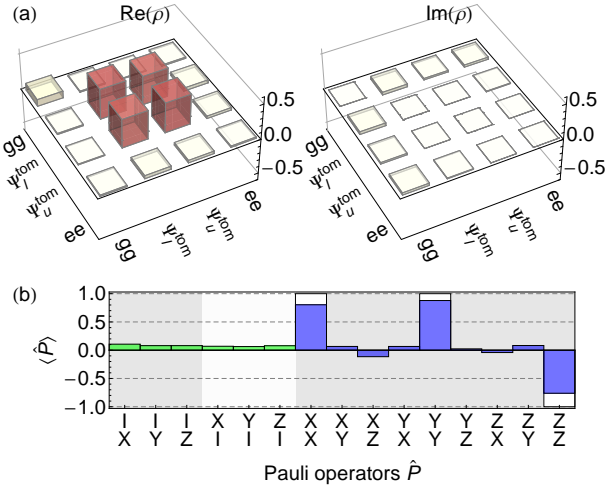 (a) Re(ρ) Im(ρ)
0.5
0.0
−0.5
gg
Ψ_l^tom
Ψ_u^tom
ee
gg
Ψ_l^tom
Ψ_u^tom
ee
0.5
0.0
−0.5
gg
Ψ_l^tom
Ψ_u^tom
ee
gg
Ψ_l^tom
Ψ_u^tom
ee
(b)
1.0
0.5
0.0
−0.5
−1.0
⟨P̂⟩
I I I X Y Z X X X Y Y Y Z Z Z
X Y Z I I I X Y Z X Y Z X Y Z
Pauli operators P̂